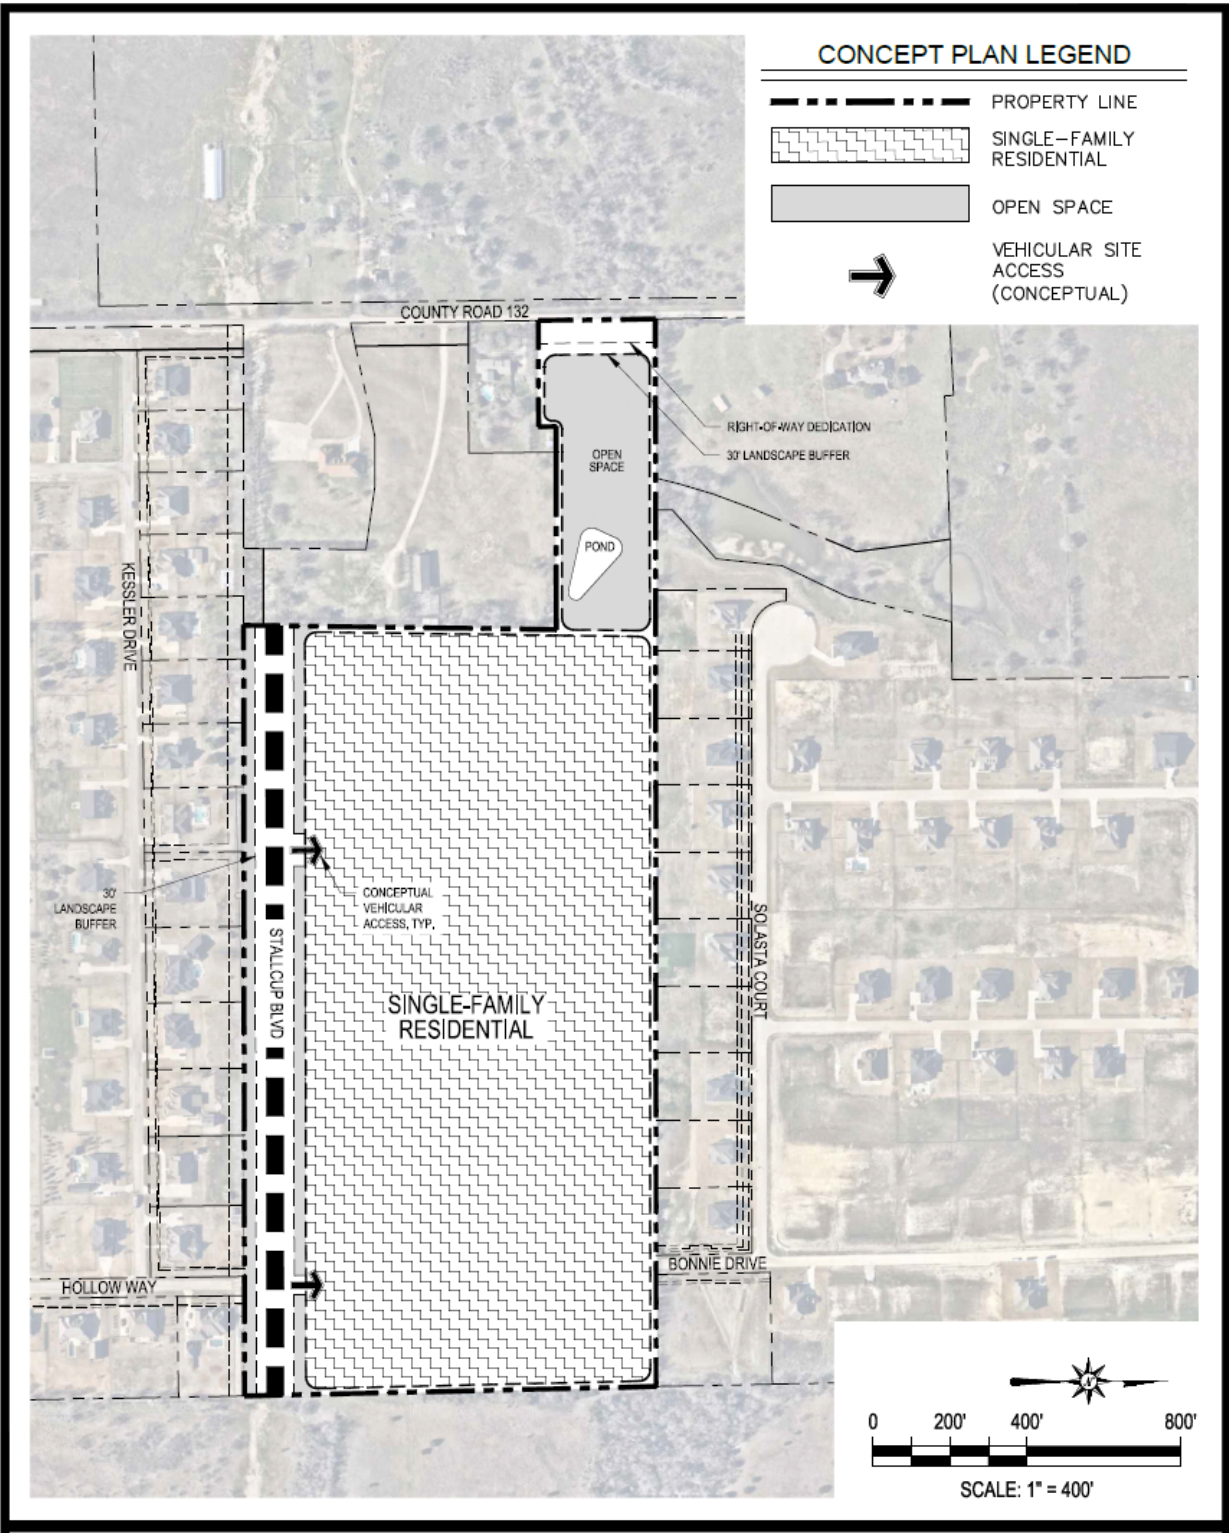 CONCEPT PLAN LEGEND
PROPERTY LINE
SINGLE-FAMILY
RESIDENTIAL
OPEN SPACE
VEHICULAR SITE
ACCESS
(CONCEPTUAL)
COUNTY ROAD 132
RIGHT-OF-WAY DEDICATION
30' LANDSCAPE BUFFER
OPEN
SPACE
POND
KESSLER DRIVE
30'
LANDSCAPE
BUFFER
CONCEPTUAL
VEHICULAR
ACCESS, TYP.
STALLCUP BLVD
SOLASTA COURT
SINGLE-FAMILY
RESIDENTIAL
BONNIE DRIVE
HOLLOW WAY
N
0 200' 400' 800'
SCALE: 1" = 400'